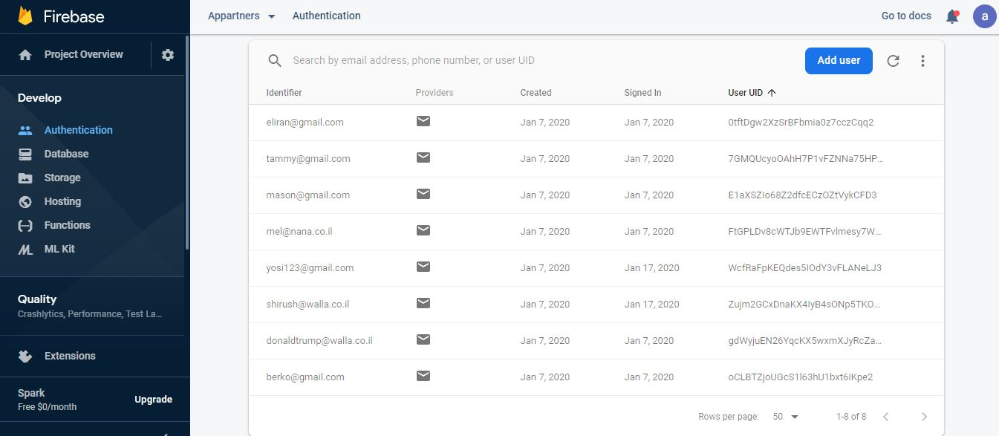 Firebase
Appartners
Authentication
Go to docs
a
Project Overview
Develop
Authentication
Database
Storage
Hosting
Functions
ML Kit
Quality
Crashlytics, Performance, Test La...
Extensions
Spark
Free $0/month
Upgrade
Search by email address, phone number, or user UID
Add user
Identifier Providers Created Signed In User UID
eliran@gmail.com Jan 7, 2020 Jan 7, 2020 0tftDgw2XzSrBFbmia0z7cczCqq2
tammy@gmail.com Jan 7, 2020 Jan 7, 2020 7GMQUcyoOAhH7P1vFZNNa75HP...
mason@gmail.com Jan 7, 2020 Jan 7, 2020 E1aXSZIo68Z2dfcECzOZtVykCFD3
mel@nana.co.il Jan 7, 2020 Jan 7, 2020 FtGPLDv8cWTJb9EWTFvlmesy7W...
yosi123@gmail.com Jan 7, 2020 Jan 17, 2020 WcfRaFpKEQdes5IOdY3vFLANeLJ3
shirush@walla.co.il Jan 7, 2020 Jan 17, 2020 Zujm2GCxDnaKX4IyB4sONp5TKO...
donaldtrump@walla.co.il Jan 7, 2020 Jan 7, 2020 gdWyjuEN26YqcKX5wxmXJyRcZa...
berko@gmail.com Jan 7, 2020 Jan 7, 2020 oCLBTZjoUGcS1l63hU1bxt6IKpe2
Rows per page: 50 1-8 of 8